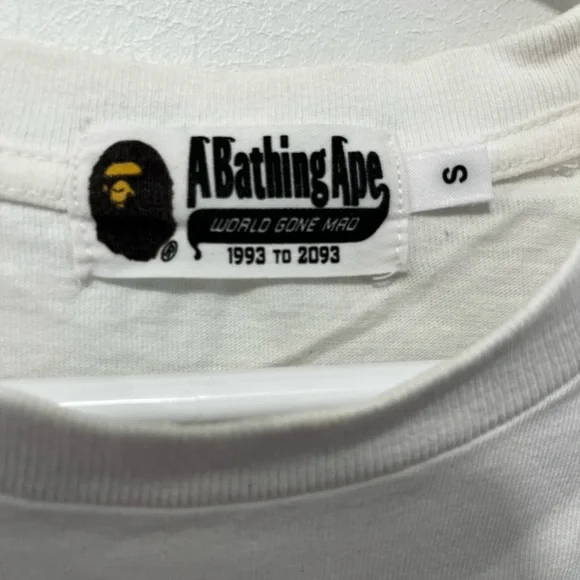 ABathingApe
WORLD GONE MAD
1993 TO 2093
®
S